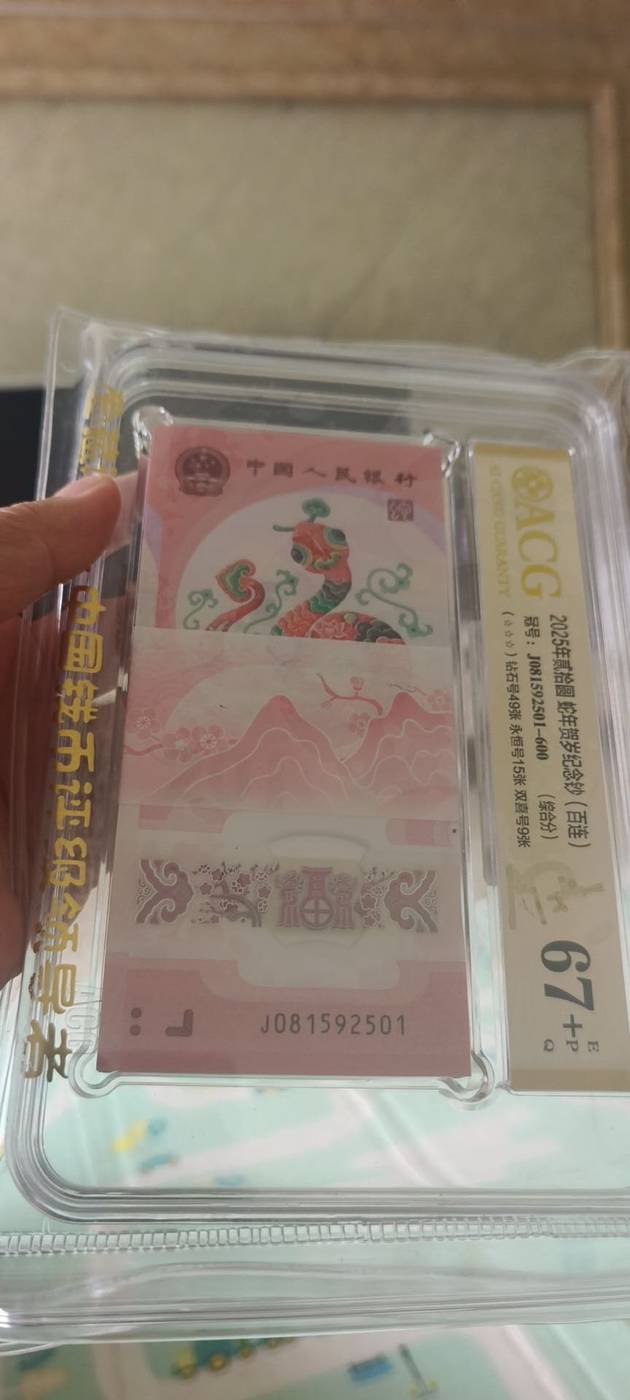 中国人民银行
J081592501
ACG
2025年贰拾圆 蛇年贺岁纪念钞（百连）
冠号：J081592501-600 （综合分）
(☆☆☆) 钻石号49张 永恒号15张 双喜号9张
67+
E
P
Q
中国钱币评级领导者